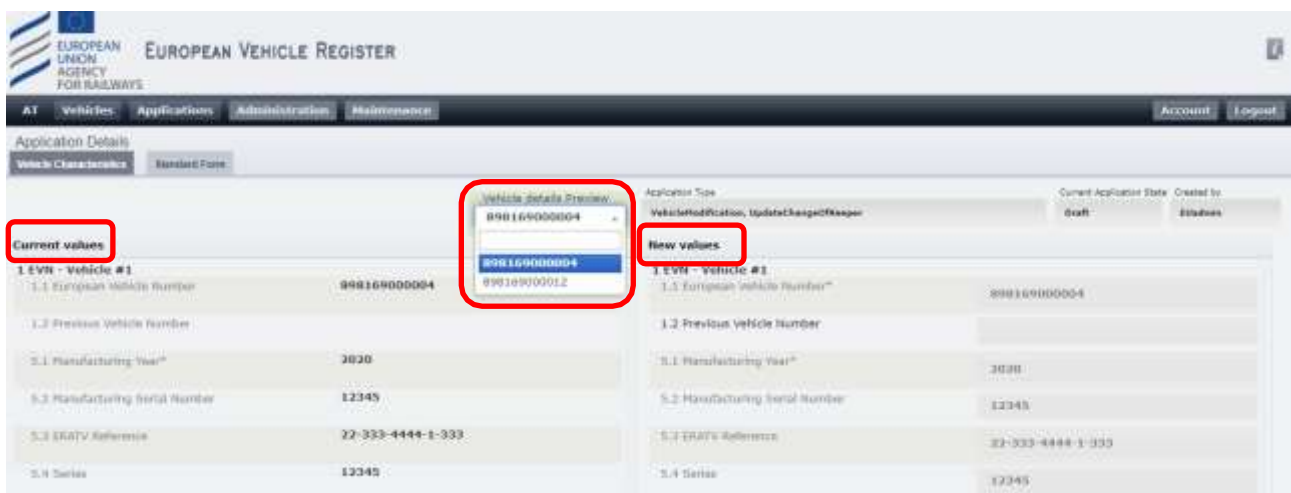 EUROPEAN
UNION
AGENCY
FOR RAILWAYS
EUROPEAN VEHICLE REGISTER
AT Vehicles Applications Administration Maintenance Account Logout
Application Details
Vehicle Characteristics Standard Form
Vehicle details Preview
898169000004
898169000004
898169000012
Application Type Current Application State Created by
VehicleModification, UpdateChangeOfKeeper Draft
Current values
New values
1 EVN - Vehicle #1
1.1 European Vehicle Number 898169000004
1.2 Previous Vehicle Number
5.1 Manufacturing Year* 2020
5.2 Manufacturing Serial Number 12345
5.3 ERATV Reference 22-333-4444-1-333
5.4 Series 12345
1 EVN - Vehicle #1
1.1 European Vehicle Number* 898169000004
1.2 Previous Vehicle Number
5.1 Manufacturing Year* 2020
5.2 Manufacturing Serial Number 12345
5.3 ERATV Reference 22-333-4444-1-333
5.4 Series 12345